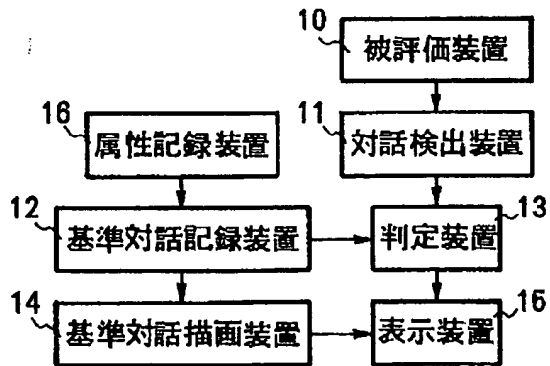 10
被評価装置
16
属性記録装置
11
対話検出装置
12
基準対話記録装置
13
判定装置
14
基準対話描画装置
15
表示装置